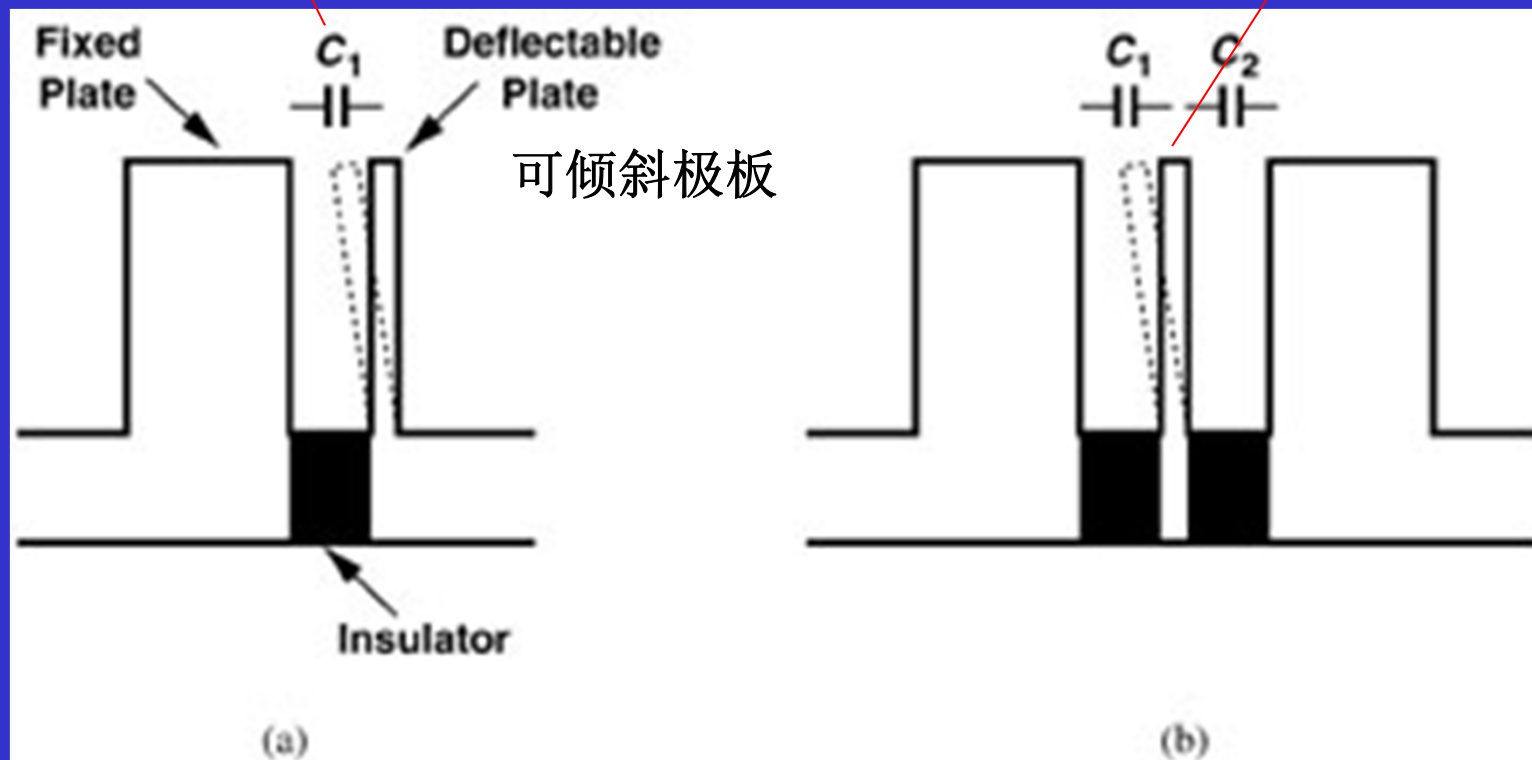 Fixed
Plate
C1
Deflectable
Plate
可倾斜极板
Insulator
(a)
C1
C2
(b)